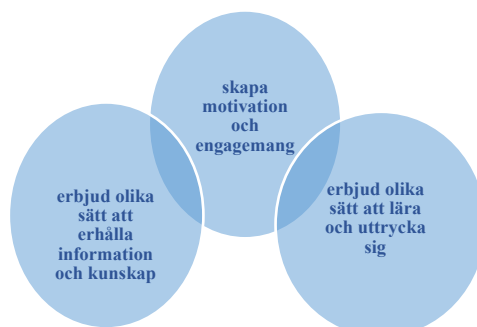 skapa
motivation
och
engagemang
erbjud olika
sätt att
erhålla
information
och kunskap
erbjud olika
sätt att lära
och uttrycka
sig